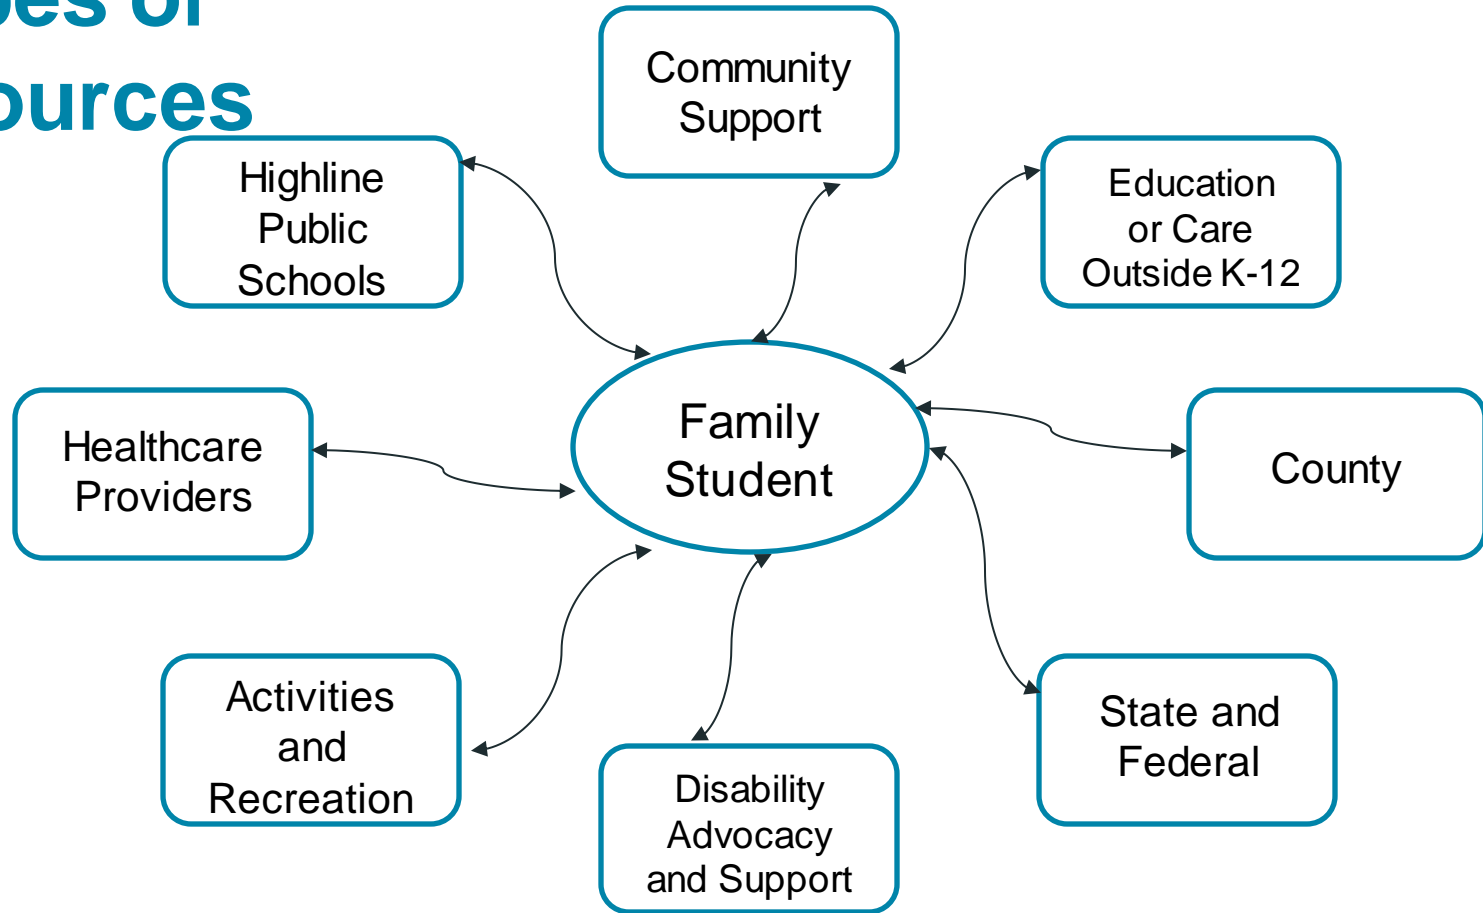 ources
Community
Support
Highline
Public
Schools
Education
or Care
Outside K-12
Family
Student
Healthcare
Providers
County
Activities
and
Recreation
State and
Federal
Disability
Advocacy
and Support